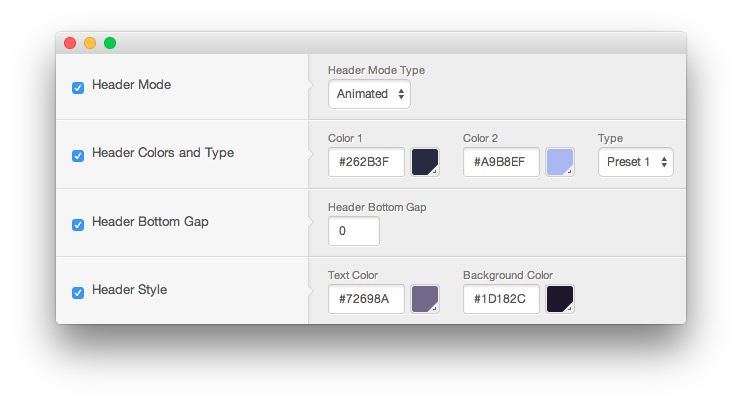 Header Mode
Header Mode Type
Animated
Header Colors and Type
Color 1
Color 2
Type
#262B3F
#A9B8EF
Preset 1
Header Bottom Gap
Header Bottom Gap
0
Header Style
Text Color
Background Color
#72698A
#1D182C